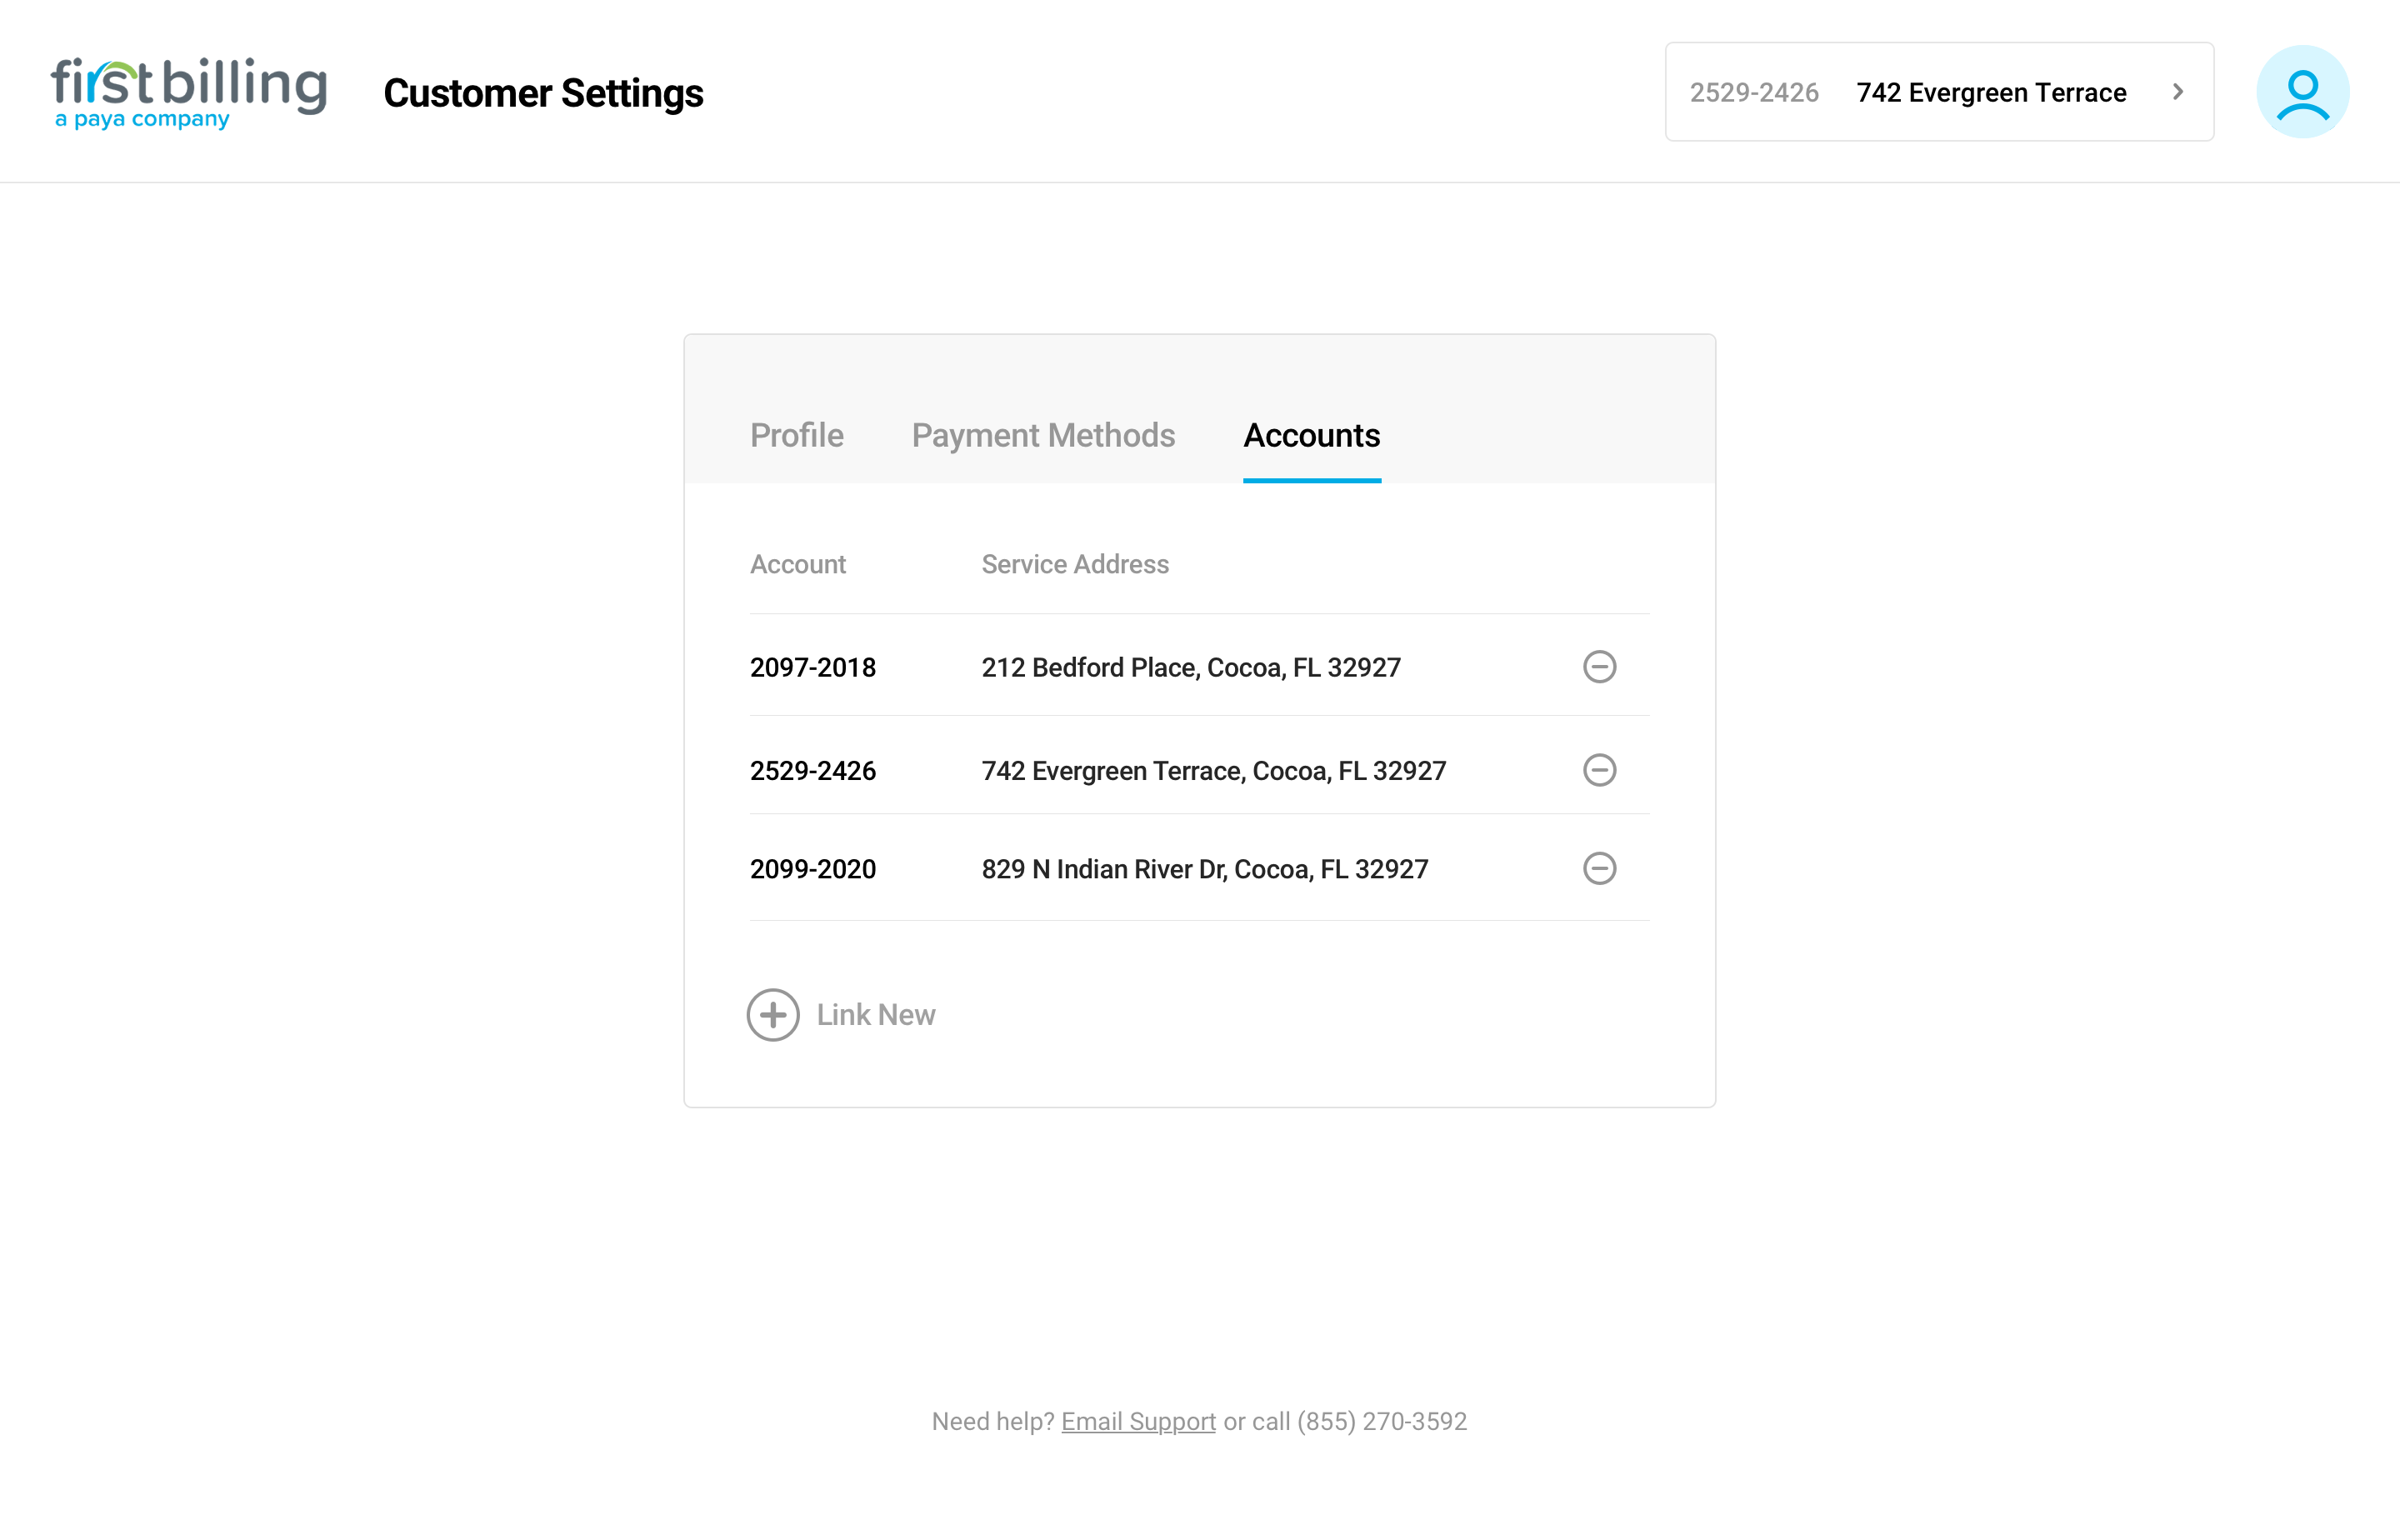 firstbilling
a paya company
Customer Settings
2529-2426 742 Evergreen Terrace
Profile Payment Methods Accounts
Account Service Address
2097-2018 212 Bedford Place, Cocoa, FL 32927
2529-2426 742 Evergreen Terrace, Cocoa, FL 32927
2099-2020 829 N Indian River Dr, Cocoa, FL 32927
Link New
Need help? Email Support or call (855) 270-3592